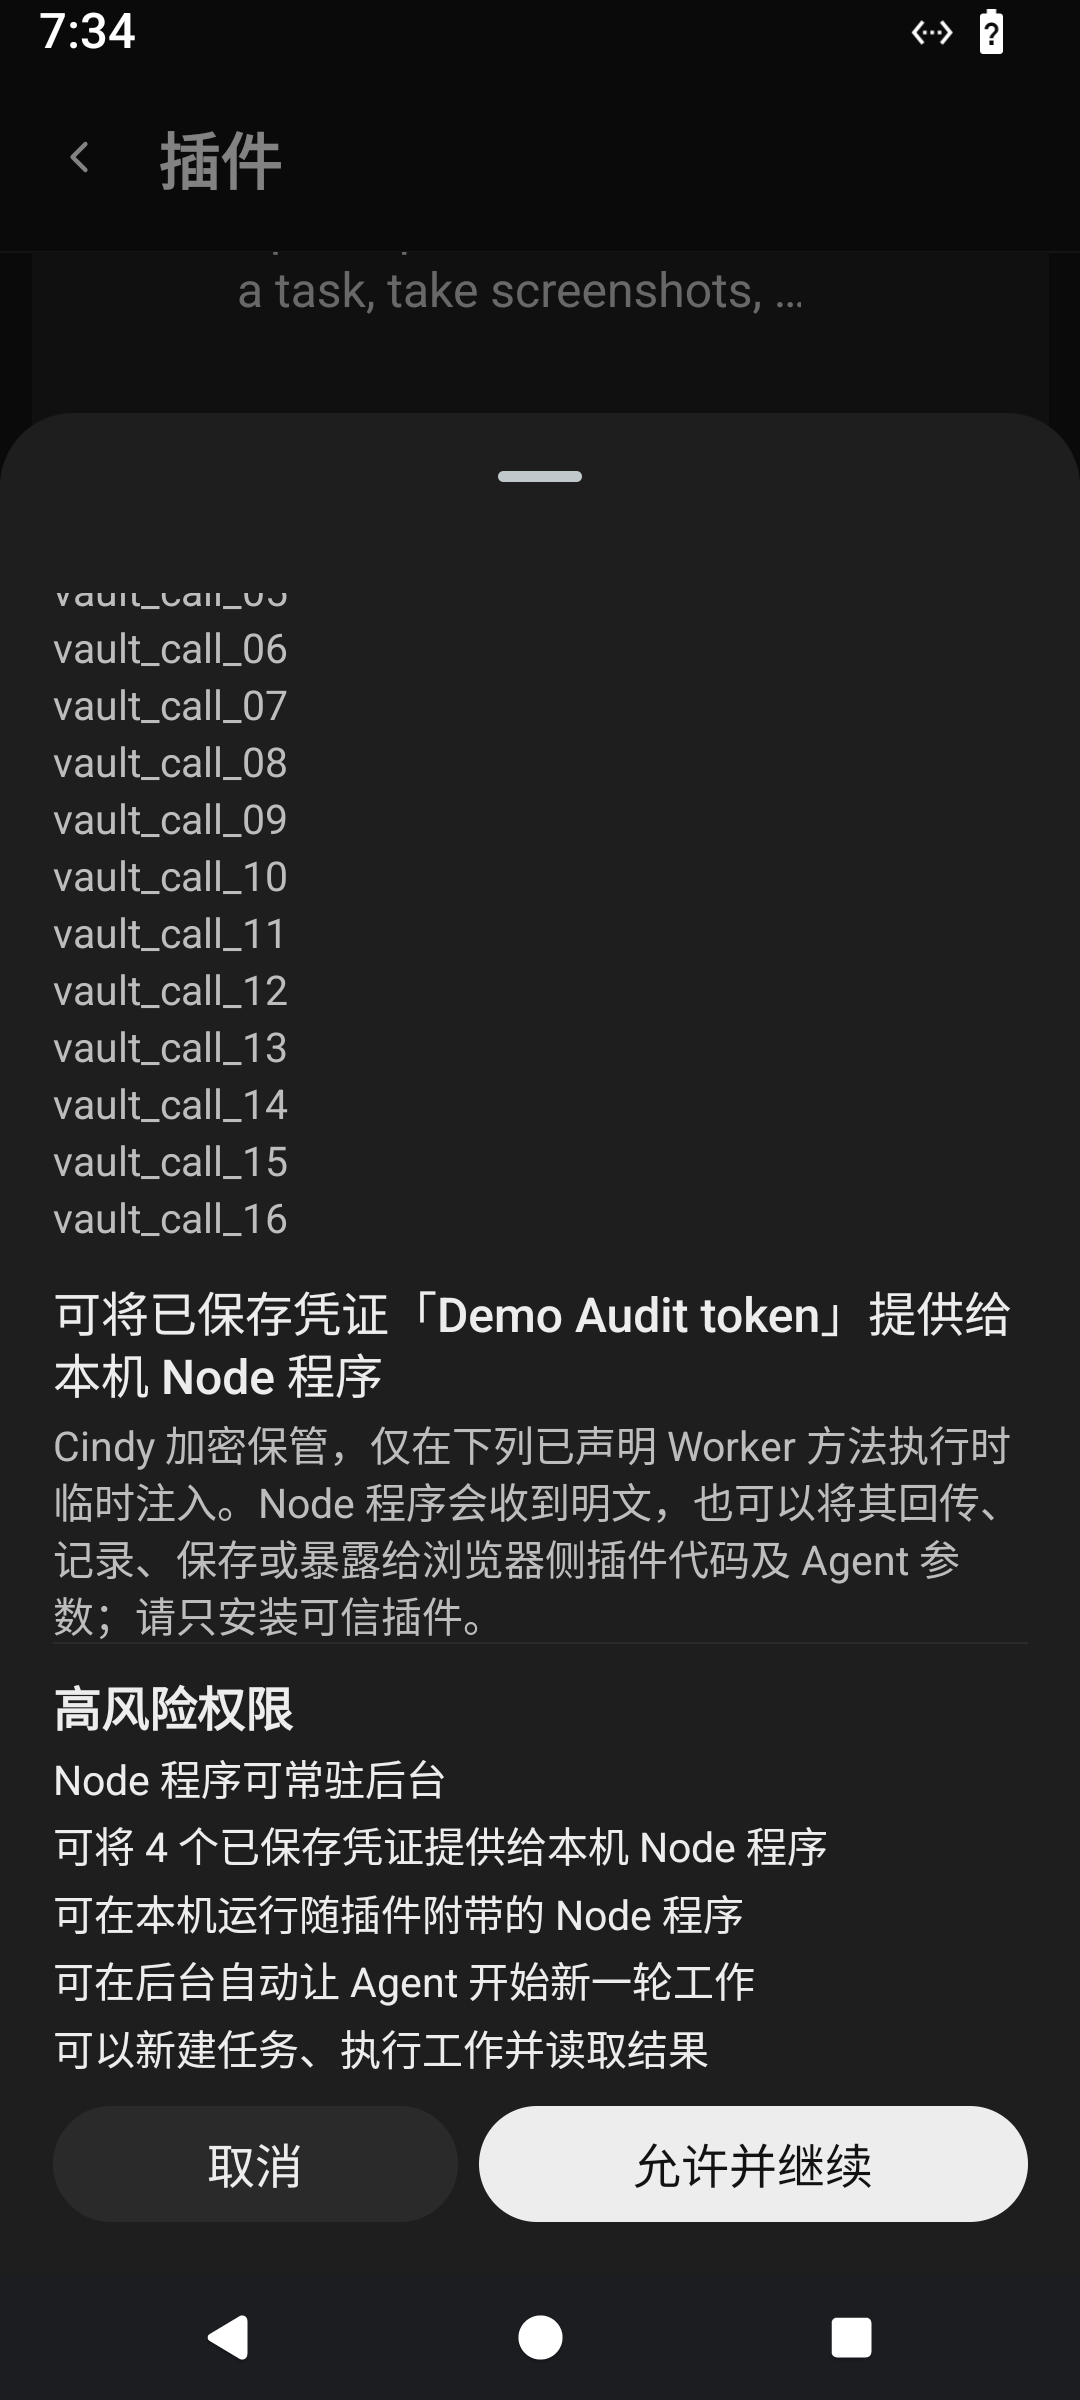 7:34
插件
a task, take screenshots, ...
vault_call_05
vault_call_06
vault_call_07
vault_call_08
vault_call_09
vault_call_10
vault_call_11
vault_call_12
vault_call_13
vault_call_14
vault_call_15
vault_call_16
可将已保存凭证「Demo Audit token」提供给
本机 Node 程序
Cindy 加密保管，仅在下列已声明 Worker 方法执行时
临时注入。Node 程序会收到明文，也可以将其回传、
记录、保存或暴露给浏览器侧插件代码及 Agent 参
数；请只安装可信插件。
高风险权限
Node 程序可常驻后台
可将 4 个已保存凭证提供给本机 Node 程序
可在本机运行随插件附带的 Node 程序
可在后台自动让 Agent 开始新一轮工作
可以新建任务、执行工作并读取结果
取消
允许并继续